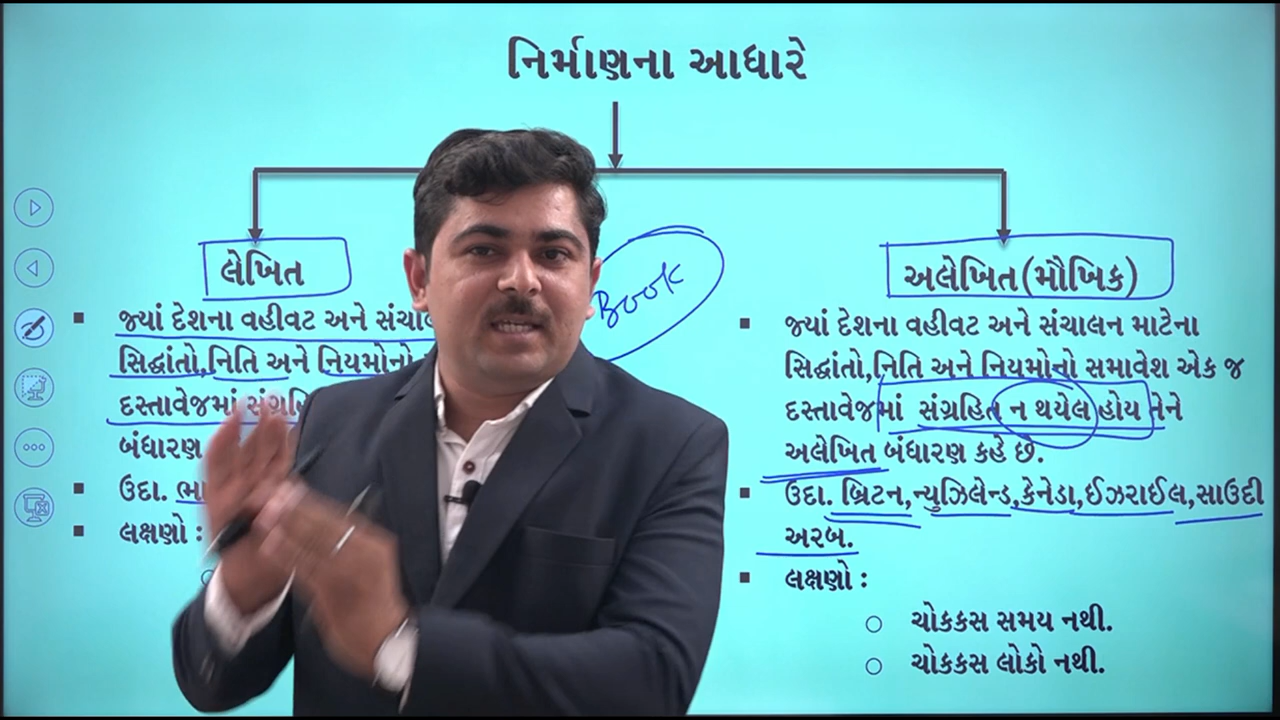 નિર્માણના આધારે
લેખિત
જ્યાં દેશના વહીવટ અને
સિદ્ધાંતો,નિતિ અને નિયમોનો
દસ્તાવેજમાં
બંધારણ
ઉદા.
લક્ષણો :
Book
અલેખિત(મૌખિક)
જ્યાં દેશના વહીવટ અને સંચાલન માટેના
સિદ્ધાંતો,નિતિ અને નિયમોનો સમાવેશ એક જ
દસ્તાવેજમાં સંગ્રહિત ન થયેલ હોય તેને
અલેખિત બંધારણ કહે છે.
ઉદા. બ્રિટન,ન્યુઝિલેન્ડ,કેનેડા,ઈઝરાઈલ,સાઉદી
અરબ.
લક્ષણો :
ચોકકસ સમય નથી.
ચોકકસ લોકો નથી.